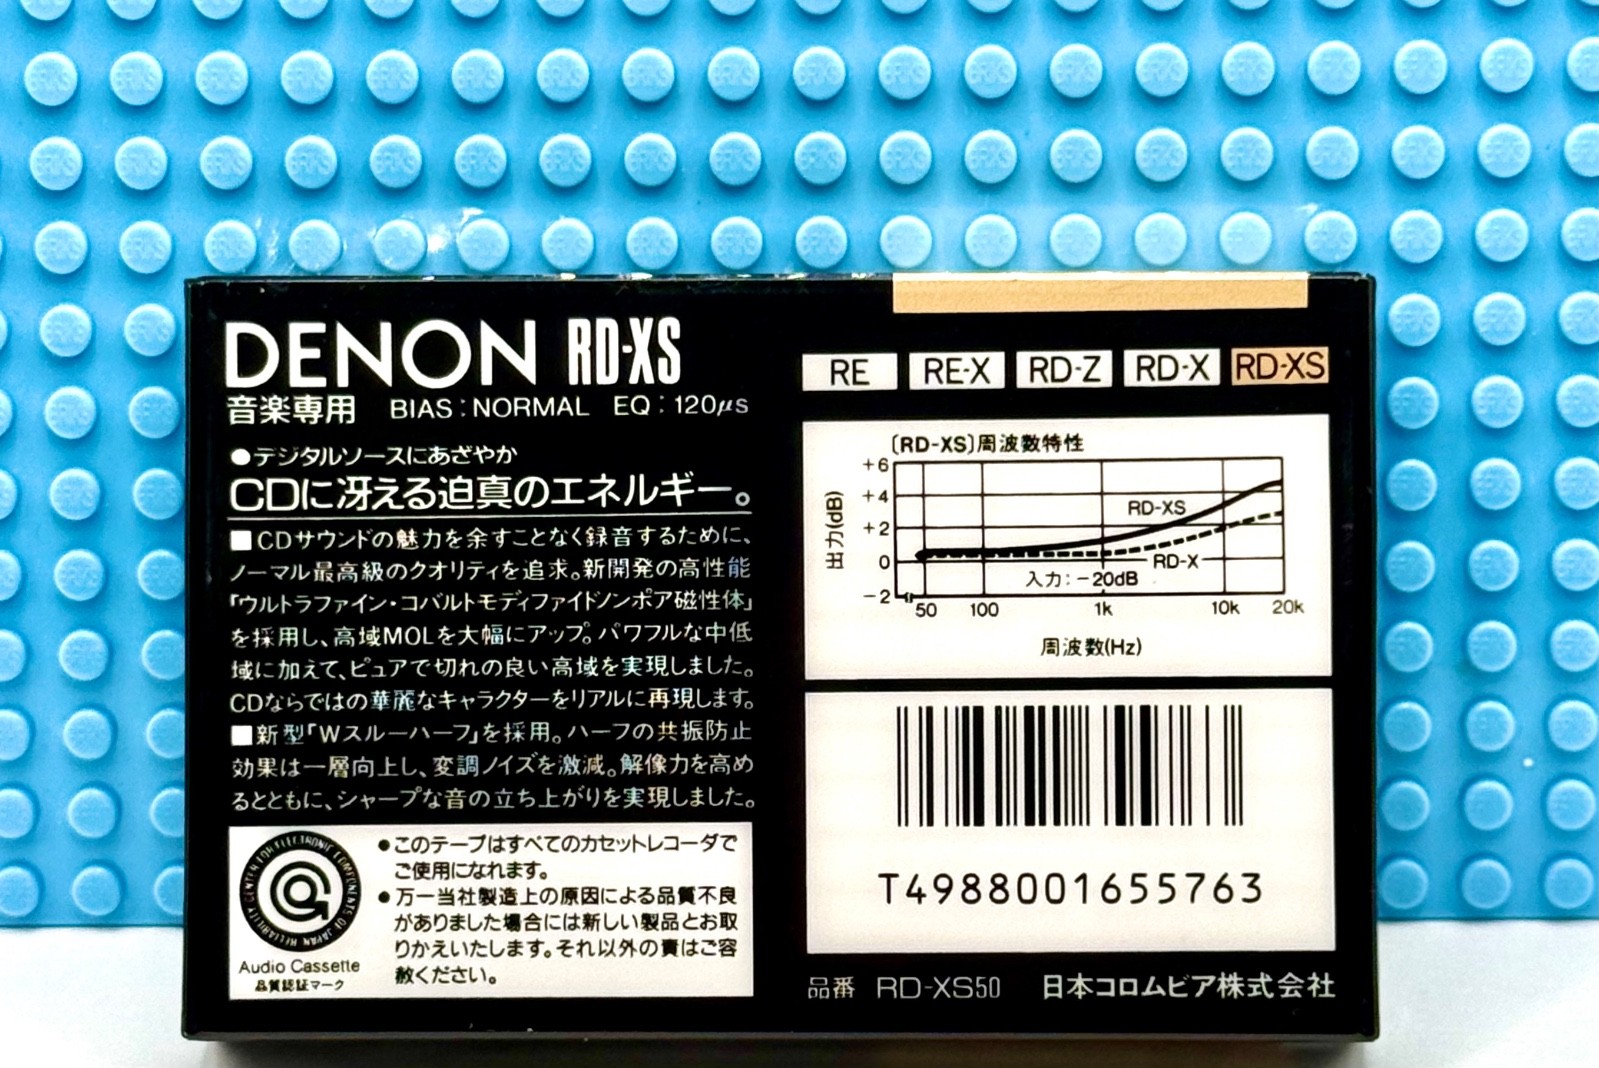 DENON RD-XS
音楽専用 BIAS:NORMAL EQ:120μs
●デジタルソースにあざやか
CDに冴える迫真のエネルギー。
■CDサウンドの魅力を余すことなく録音するために、
ノーマル最高級のクオリティを追求。新開発の高性能
「ウルトラファイン・コバルトモディファイドノンポア磁性体」
を採用し、高域MOLを大幅にアップ。パワフルな中低
域に加えて、ピュアで切れの良い高域を実現しました。
CDならではの華麗なキャラクターをリアルに再現します。
■新型「Wスルーハーフ」を採用。ハーフの共振防止
効果は一層向上し、変調ノイズを激減。解像力を高め
るとともに、シャープな音の立ち上がりを実現しました。
RELIABILITY CENTER FOR ELECTRONIC COMPONENTS OF JAPAN
Audio Cassette
品質認証マーク
●このテープはすべてのカセットレコーダで
ご使用になれます。
●万一当社製造上の原因による品質不良
がありました場合には新しい製品とお取
りかえいたします。それ以外の責はご容
赦ください。
RE RE-X RD-Z RD-X RD-XS
〔RD-XS〕周波数特性
出力(dB)
+6
+4
+2
0
-2
RD-XS
RD-X
入力:-20dB
50 100 1k 10k 20k
周波数(Hz)
T4988001655763
品番 RD-XS50 日本コロムビア株式会社